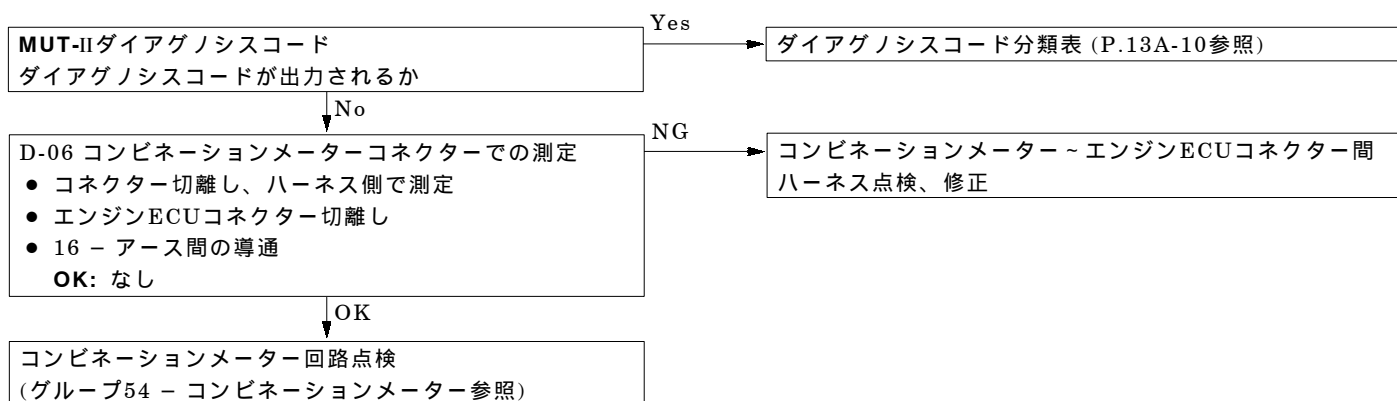 MUT-IIダイアグノシスコード
ダイアグノシスコードが出力されるか
Yes
ダイアグノシスコード分類表 (P.13A-10参照)
No
D-06 コンビネーションメーターコネクターでの測定
● コネクター切離し、ハーネス側で測定
● エンジンECUコネクター切離し
● 16 – アース間の導通
OK: なし
NG
コンビネーションメーター ~ エンジンECUコネクター間
ハーネス点検、修正
OK
コンビネーションメーター回路点検
(グループ54 – コンビネーションメーター参照)